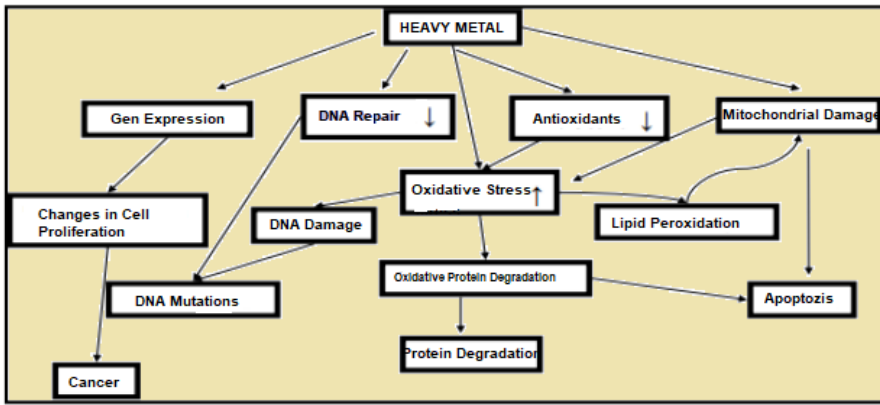 HEAVY METAL
Gen Expression
DNA Repair ↓
Antioxidants ↓
Mitochondrial Damage
Oxidative Stress ↑
Changes in Cell
Proliferation
DNA Damage
Lipid Peroxidation
Oxidative Protein Degradation
DNA Mutations
Apoptozis
Protein Degradation
Cancer